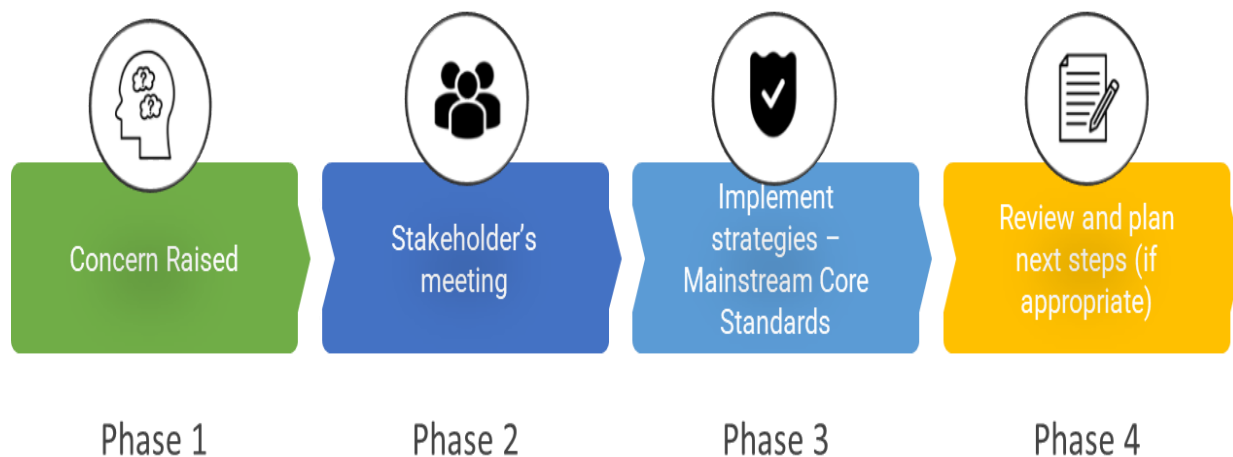 Concern Raised
Stakeholder’s
meeting
Implement
strategies –
Mainstream Core
Standards
Review and plan
next steps (if
appropriate)
Phase 1
Phase 2
Phase 3
Phase 4